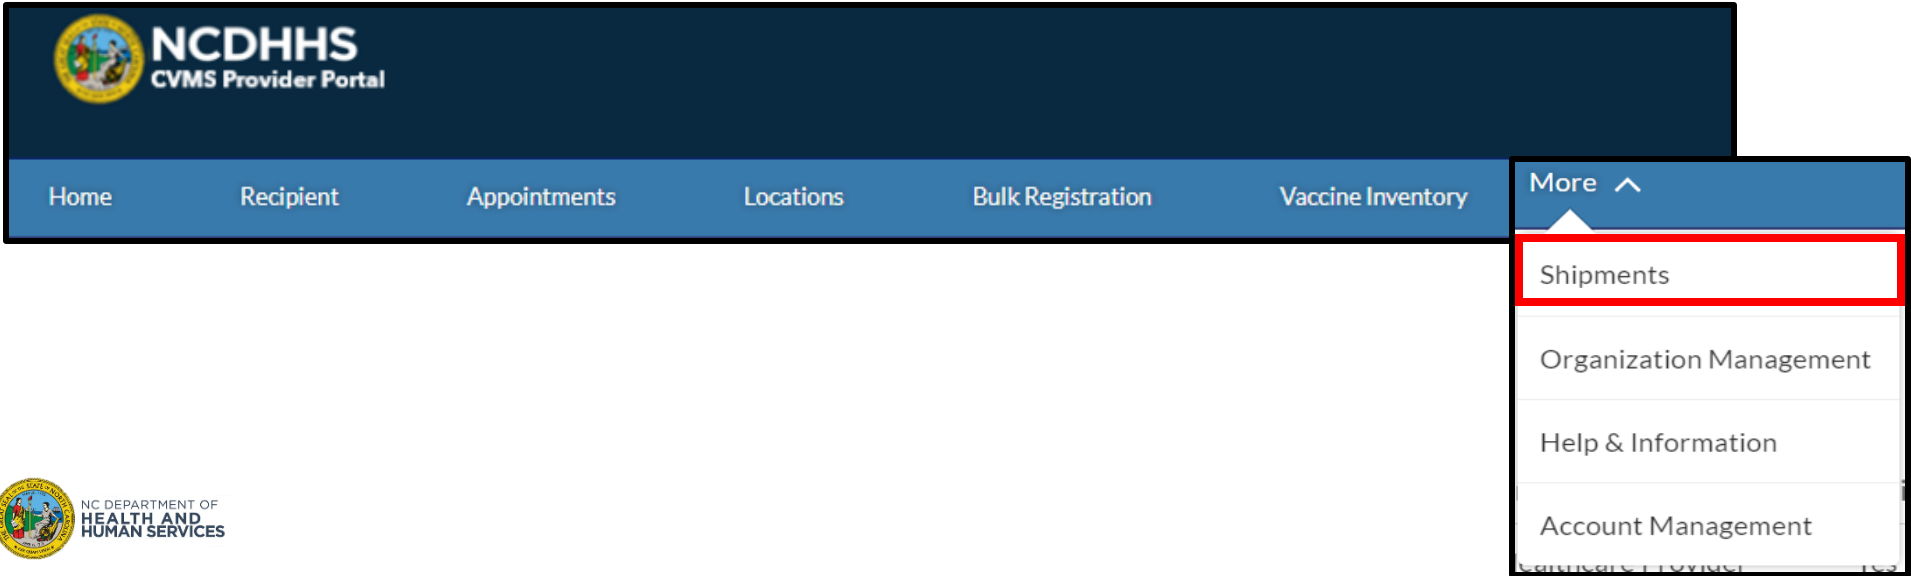 NCDHHS
CVMS Provider Portal
Home Recipient Appointments Locations Bulk Registration Vaccine Inventory More
Shipments
Organization Management
Help & Information
Account Management
NC DEPARTMENT OF
HEALTH AND
HUMAN SERVICES